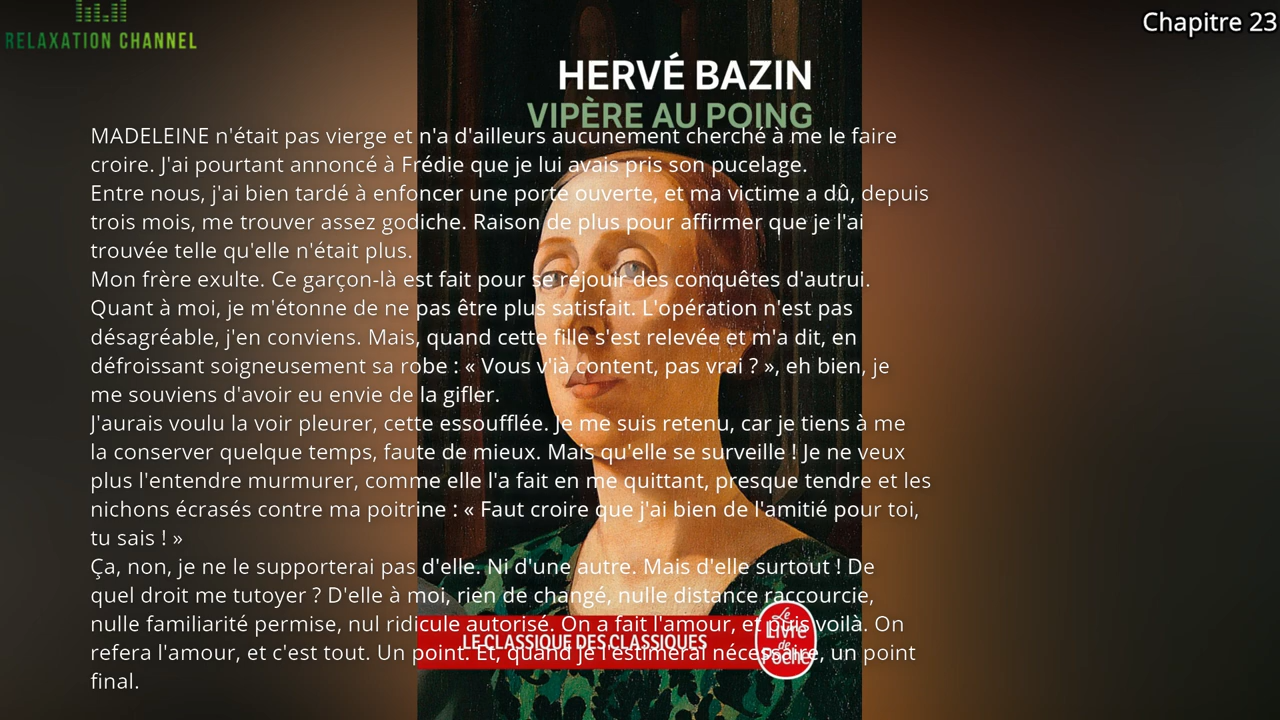 RELAXATION CHANNEL
Chapitre 23
HERVÉ BAZIN
VIPÈRE AU POING
MADELEINE n'était pas vierge et n'a d'ailleurs aucunement cherché à me le faire
croire. J'ai pourtant annoncé à Frédie que je lui avais pris son pucelage.
Entre nous, j'ai bien tardé à enfoncer une porte ouverte, et ma victime a dû, depuis
trois mois, me trouver assez godiche. Raison de plus pour affirmer que je l'ai
trouvée telle qu'elle n'était plus.
Mon frère exulte. Ce garçon-là est fait pour se réjouir des conquêtes d'autrui.
Quant à moi, je m'étonne de ne pas être plus satisfait. L'opération n'est pas
désagréable, j'en conviens. Mais, quand cette fille s'est relevée et m'a dit, en
défroissant soigneusement sa robe : « Vous v'ià content, pas vrai ? », eh bien, je
me souviens d'avoir eu envie de la gifler.
J'aurais voulu la voir pleurer, cette essoufflée. Je me suis retenu, car je tiens à me
la conserver quelque temps, faute de mieux. Mais qu'elle se surveille ! Je ne veux
plus l'entendre murmurer, comme elle l'a fait en me quittant, presque tendre et les
nichons écrasés contre ma poitrine : « Faut croire que j'ai bien de l'amitié pour toi,
tu sais ! »
Ça, non, je ne le supporterai pas d'elle. Ni d'une autre. Mais d'elle surtout ! De
quel droit me tutoyer ? D'elle à moi, rien de changé, nulle distance raccourcie,
nulle familiarité permise, nul ridicule autorisé. On a fait l'amour, et puis voilà. On
refera l'amour, et c'est tout. Un point. Et, quand je l'estimerai nécessaire, un point
final.
LE CLASSIQUE DES CLASSIQUES
Le
Livre
de
Poche